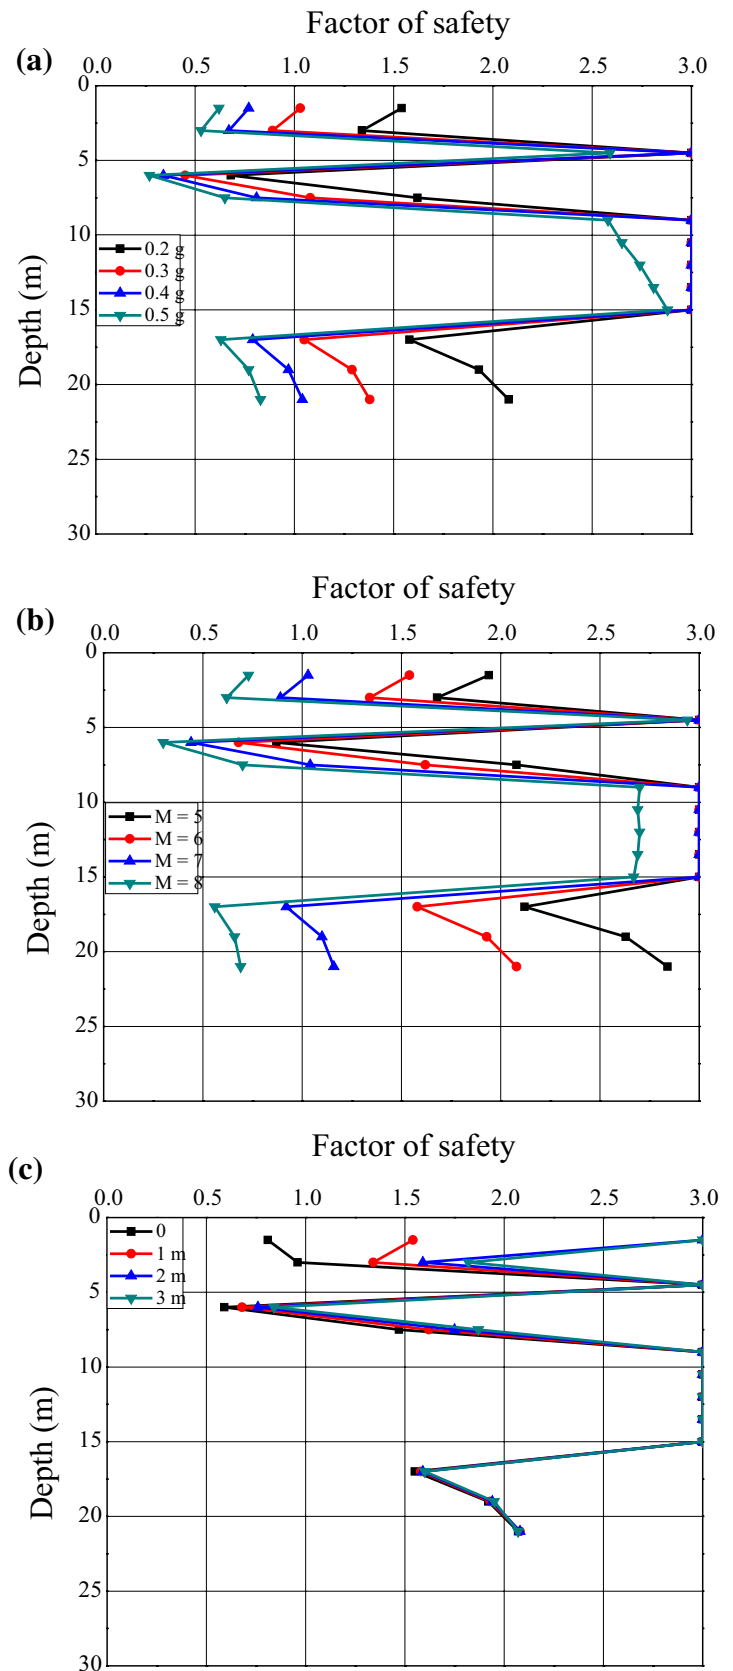 Factor of safety
(a)
0.0 0.5 1.0 1.5 2.0 2.5 3.0
0
5
10
15
20
25
30
Depth (m)
0.2 g
0.3 g
0.4 g
0.5 g
Factor of safety
(b)
0.0 0.5 1.0 1.5 2.0 2.5 3.0
0
5
10
15
20
25
30
Depth (m)
M = 5
M = 6
M = 7
M = 8
Factor of safety
(c)
0.0 0.5 1.0 1.5 2.0 2.5 3.0
0
5
10
15
20
25
30
Depth (m)
0
1 m
2 m
3 m